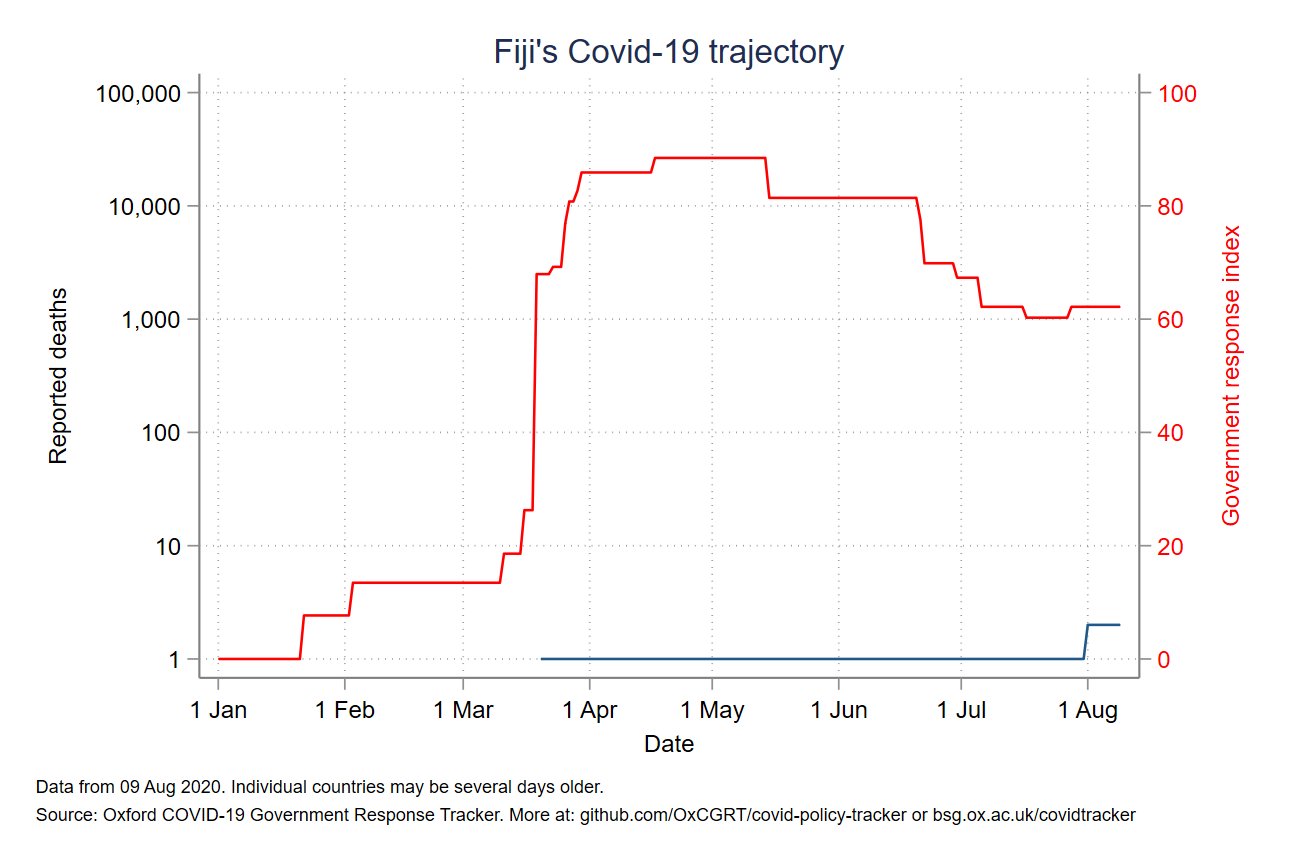 Fiji's Covid-19 trajectory
100,000
10,000
1,000
100
10
1
Reported deaths
100
80
60
40
20
0
Government response index
1 Jan 1 Feb 1 Mar 1 Apr 1 May 1 Jun 1 Jul 1 Aug
Date
Data from 09 Aug 2020. Individual countries may be several days older.
Source: Oxford COVID-19 Government Response Tracker. More at: github.com/OxCGRT/covid-policy-tracker or bsg.ox.ac.uk/covidtracker